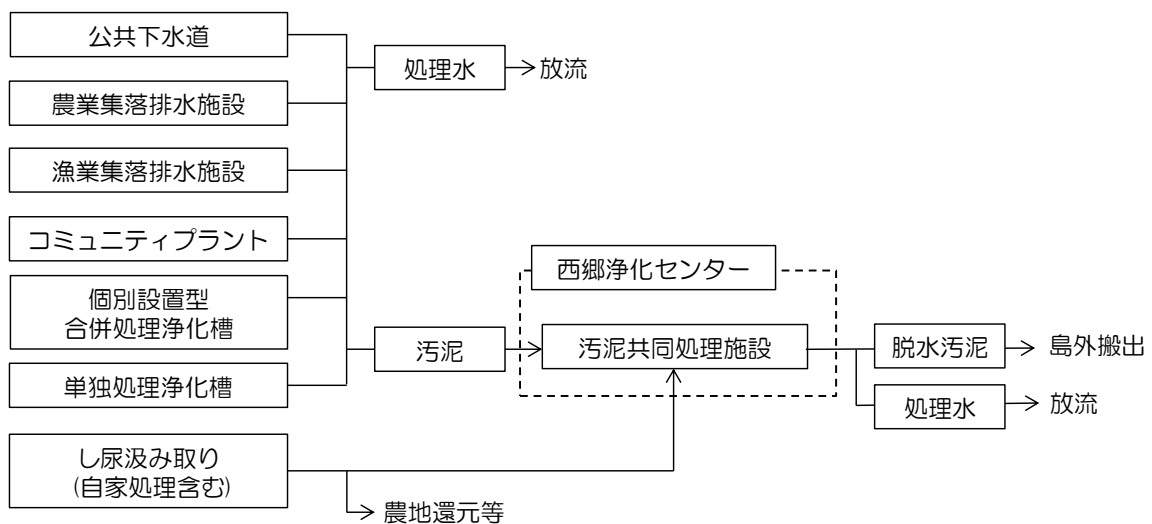 公共下水道
農業集落排水施設
漁業集落排水施設
コミュニティプラント
個別設置型
合併処理浄化槽
単独処理浄化槽
し尿汲み取り
(自家処理含む)
処理水
放流
汚泥
西郷浄化センター
汚泥共同処理施設
脱水汚泥
島外搬出
処理水
放流
農地還元等